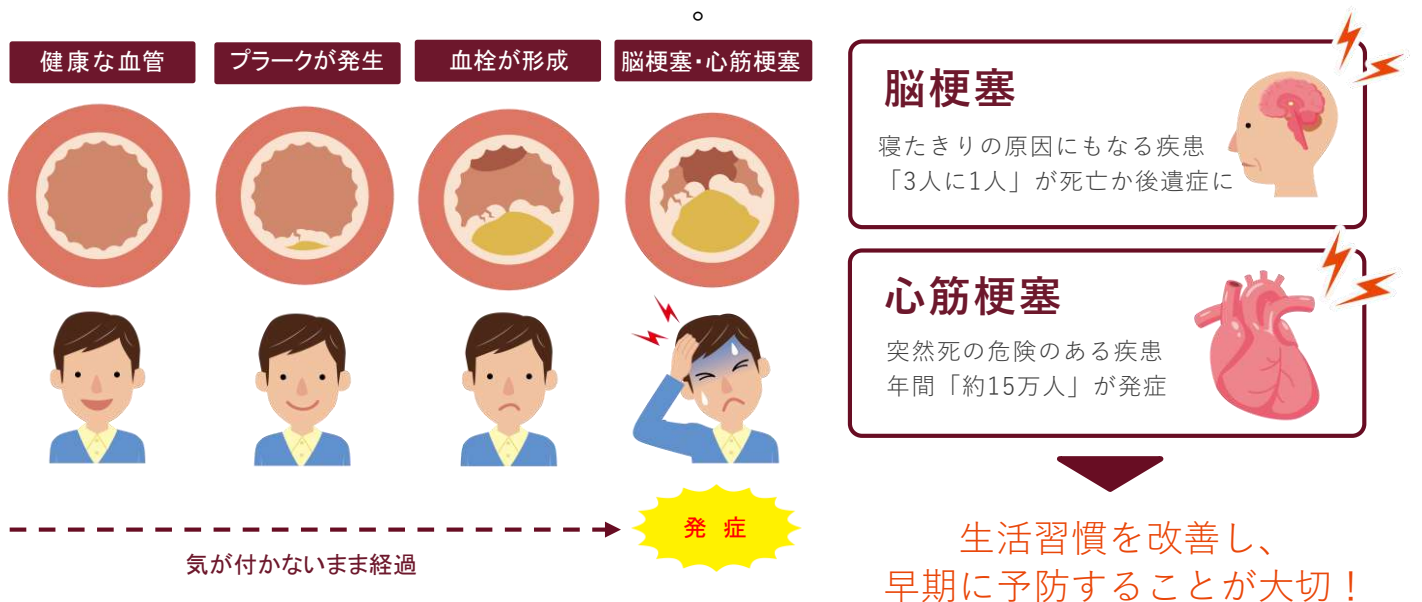 。
健康な血管
プラークが発生
血栓が形成
脳梗塞・心筋梗塞
発 症
気が付かないまま経過
脳梗塞
寝たきりの原因にもなる疾患
「3人に1人」が死亡か後遺症に
心筋梗塞
突然死の危険のある疾患
年間「約15万人」が発症
生活習慣を改善し、
早期に予防することが大切！